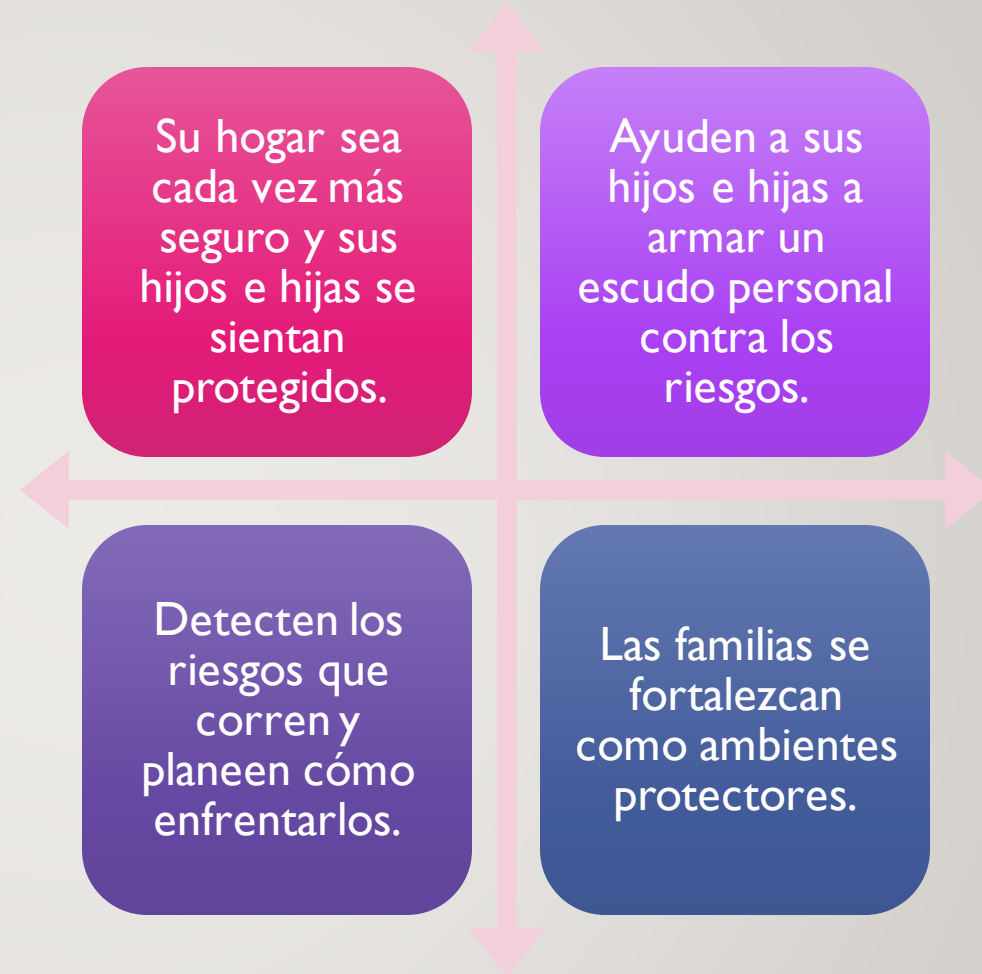 Su hogar sea
cada vez más
seguro y sus
hijos e hijas se
sientan
protegidos.
Ayuden a sus
hijos e hijas a
armar un
escudo personal
contra los
riesgos.
Detecten los
riesgos que
corren y
planeen cómo
enfrentarlos.
Las familias se
fortalezcan
como ambientes
protectores.